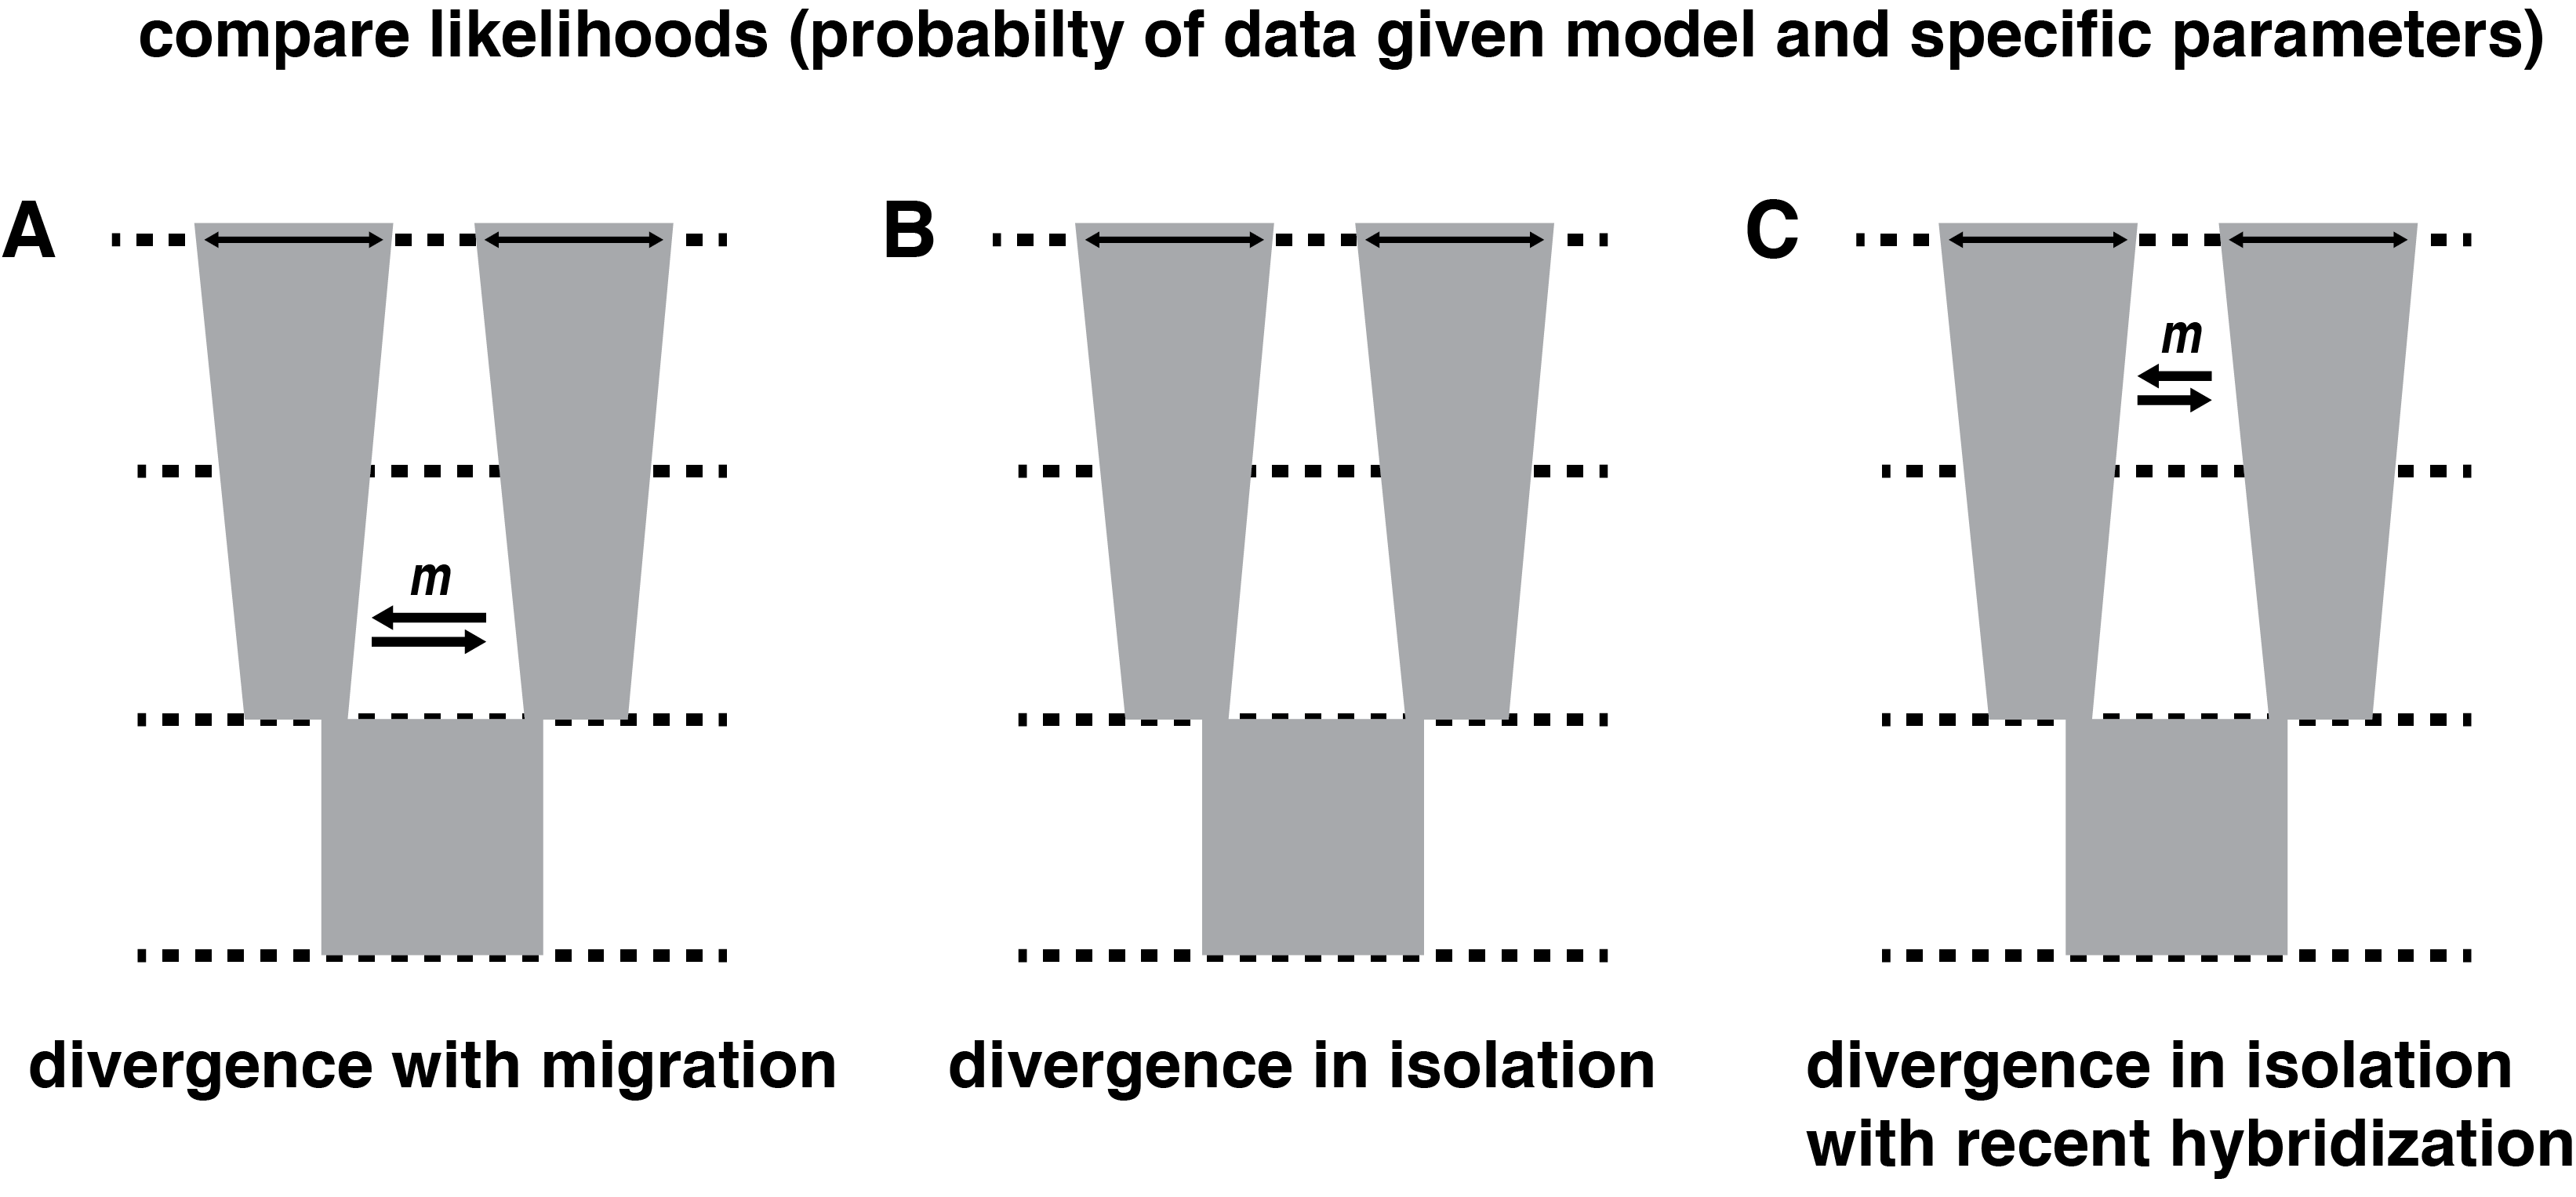 compare likelihoods (probabilty of data given model and specific parameters)
A
B
C
m
m
divergence with migration
divergence in isolation
divergence in isolation
with recent hybridization